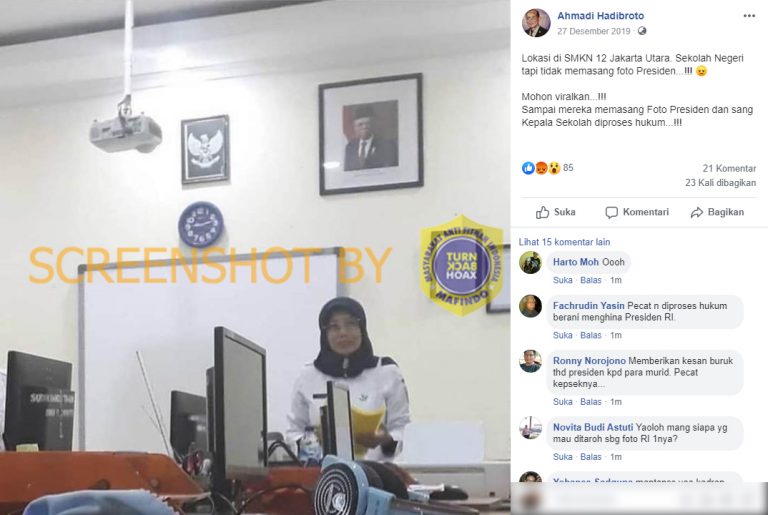 Ahmadi Hadibroto
27 Desember 2019
Lokasi di SMKN 12 Jakarta Utara. Sekolah Negeri
tapi tidak memasang foto Presiden...!!!
Mohon viralkan...!!!
Sampai mereka memasang Foto Presiden dan sang
Kepala Sekolah diproses hukum...!!!
85
21 Komentar
23 Kali dibagikan
Suka
Komentari
Bagikan
Lihat 15 komentar lain
Harto Moh Oooh
Suka · Balas · 1m
Fachrudin Yasin Pecat n diproses hukum
berani menghina Presiden RI.
Suka · Balas · 1m
Ronny Norojono Memberikan kesan buruk
thd presiden kpd para murid. Pecat
kepseknya...
Suka · Balas · 1m
Novita Budi Astuti Yaoloh mang siapa yg
mau ditaroh sbg foto RI 1nya?
Suka · Balas · 1m
SCREENSHOT BY
MASYARAKAT ANTI FITNAH INDONESIA
TURN
BACK
HOAX
MAFINDO